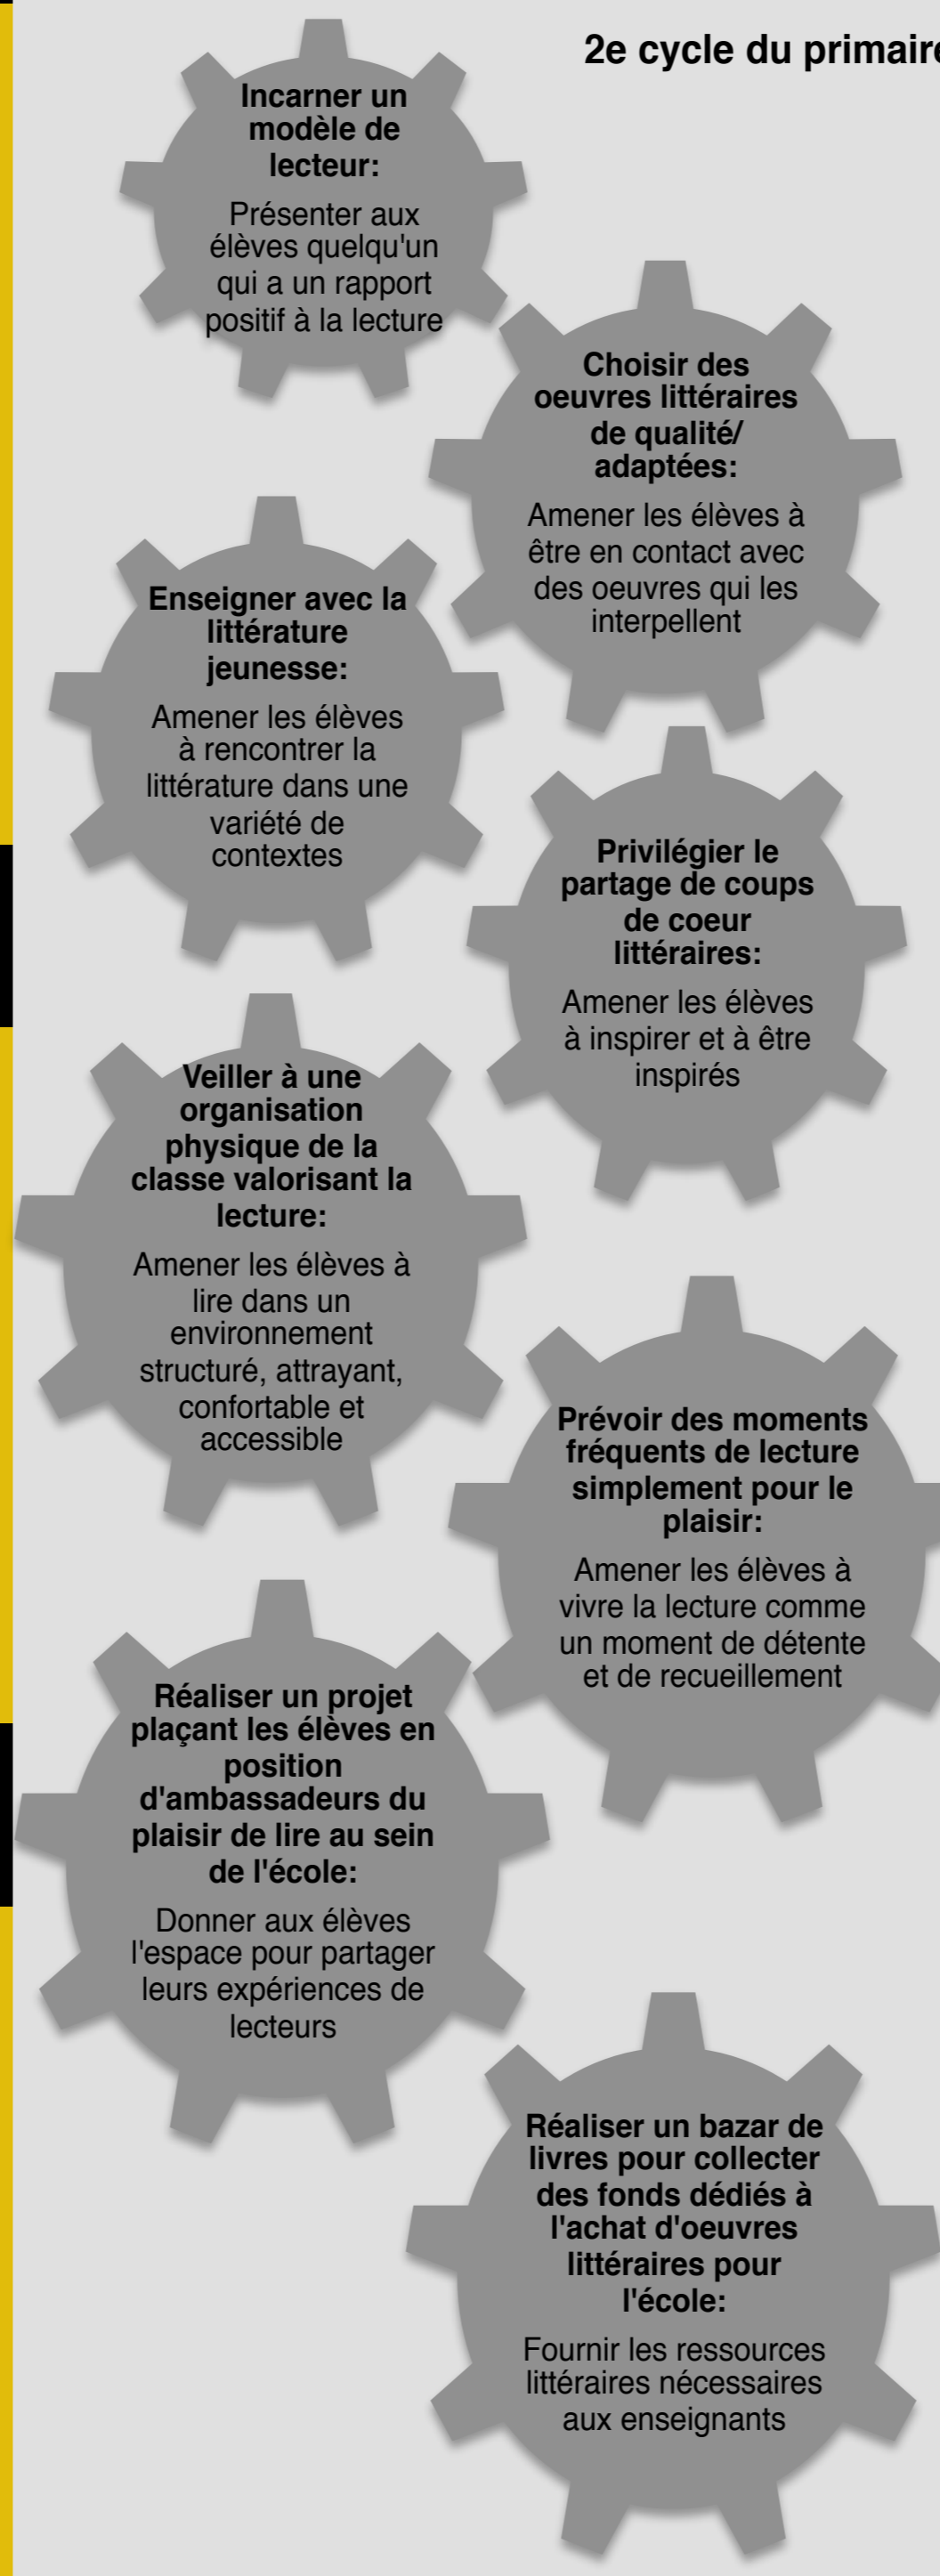 2e cycle du primaire
Incarner un
modèle de
lecteur:
Présenter aux
élèves quelqu'un
qui a un rapport
positif à la lecture
Choisir des
oeuvres littéraires
de qualité/
adaptées:
Amener les élèves à
être en contact avec
des oeuvres qui les
interpellent
Enseigner avec la
littérature
jeunesse:
Amener les élèves
à rencontrer la
littérature dans une
variété de
contextes
Privilégier le
partage de coups
de coeur
littéraires:
Amener les élèves
à inspirer et à être
inspirés
Veiller à une
organisation
physique de la
classe valorisant la
lecture:
Amener les élèves à
lire dans un
environnement
structuré, attrayant,
confortable et
accessible
Prévoir des moments
fréquents de lecture
simplement pour le
plaisir:
Amener les élèves à
vivre la lecture comme
un moment de détente
et de recueillement
Réaliser un projet
plaçant les élèves en
position
d'ambassadeurs du
plaisir de lire au sein
de l'école:
Donner aux élèves
l'espace pour partager
leurs expériences de
lecteurs
Réaliser un bazar de
livres pour collecter
des fonds dédiés à
l'achat d'oeuvres
littéraires pour
l'école:
Fournir les ressources
littéraires nécessaires
aux enseignants